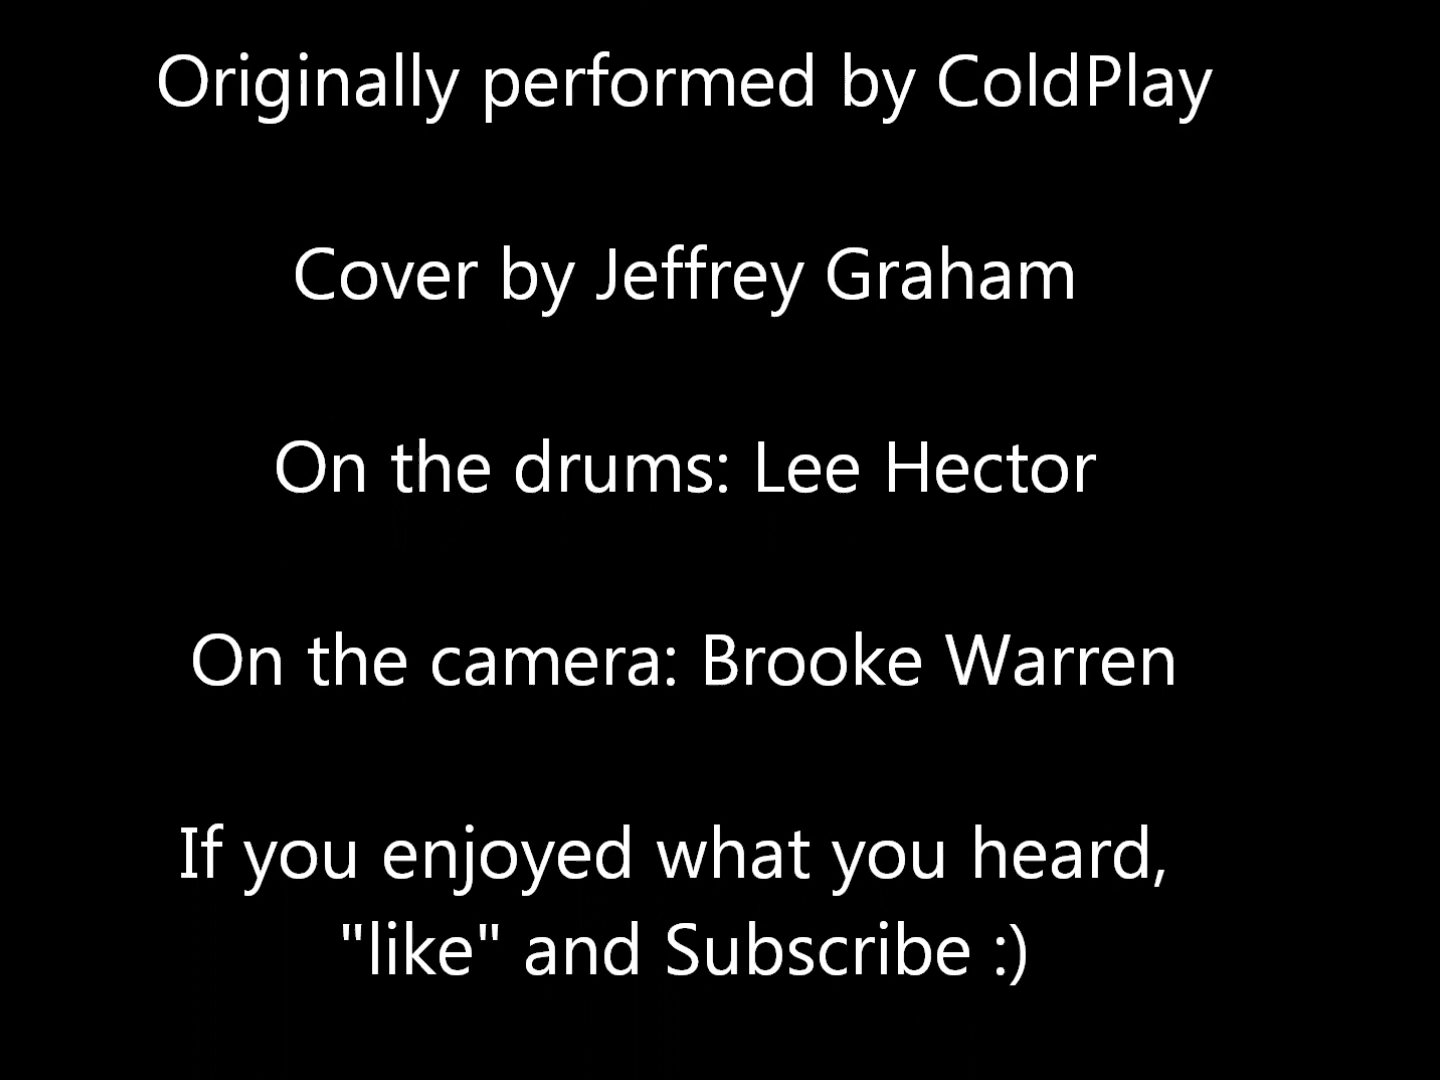 Originally performed by ColdPlay
Cover by Jeffrey Graham
On the drums: Lee Hector
On the camera: Brooke Warren
If you enjoyed what you heard,
"like" and Subscribe :)